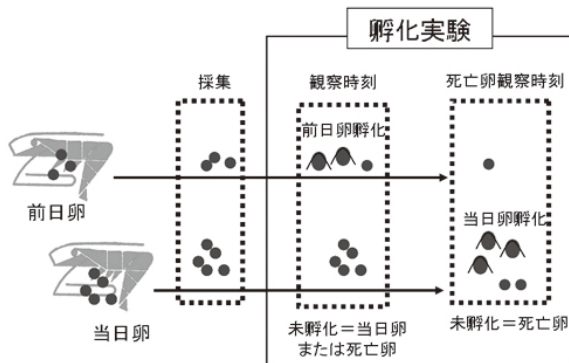 孵化実験
採集
観察時刻
死亡卵観察時刻
前日卵孵化
前日卵
当日卵孵化
当日卵
未孵化＝当日卵
または死亡卵
未孵化＝死亡卵